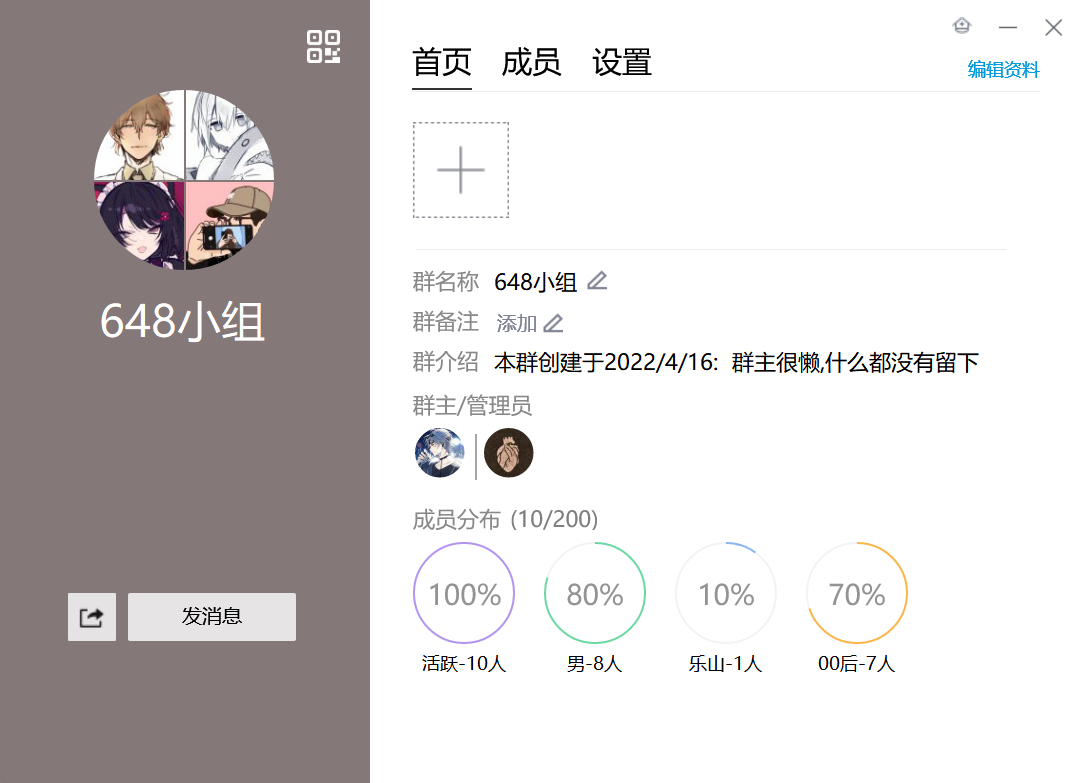 648小组
发消息
首页 成员 设置
编辑资料
群名称 648小组
群备注 添加
群介绍 本群创建于2022/4/16: 群主很懒,什么都没有留下
群主/管理员
成员分布 (10/200)
100% 80% 10% 70%
活跃-10人 男-8人 乐山-1人 00后-7人